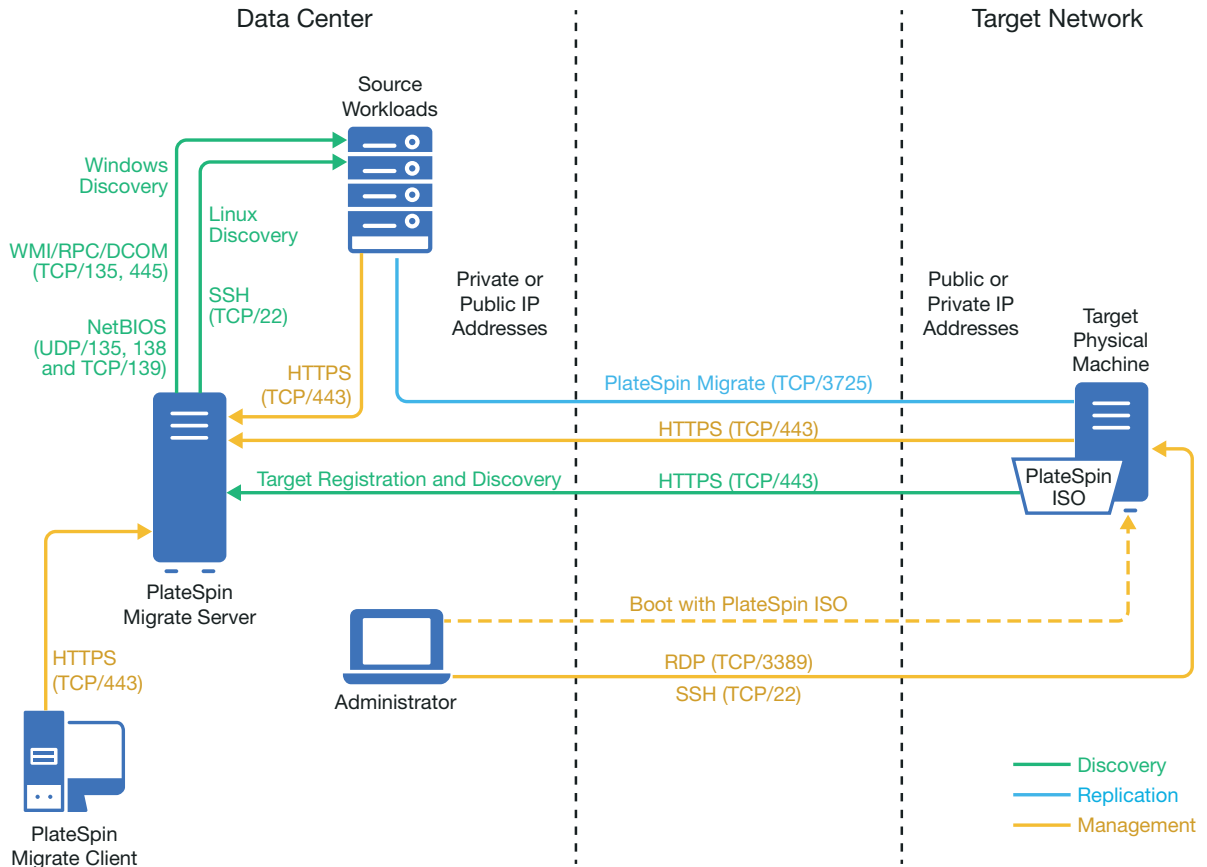 Data Center
Target Network
Source
Workloads
Windows
Discovery
Linux
Discovery
WMI/RPC/DCOM
(TCP/135, 445)
SSH
(TCP/22)
NetBIOS
(UDP/135, 138
and TCP/139)
Private or
Public IP
Addresses
Public or
Private IP
Addresses
Target
Physical
Machine
HTTPS
(TCP/443)
PlateSpin Migrate (TCP/3725)
HTTPS (TCP/443)
Target Registration and Discovery
HTTPS (TCP/443)
PlateSpin
ISO
PlateSpin
Migrate Server
Boot with PlateSpin ISO
RDP (TCP/3389)
SSH (TCP/22)
Administrator
HTTPS
(TCP/443)
PlateSpin
Migrate Client
Discovery
Replication
Management